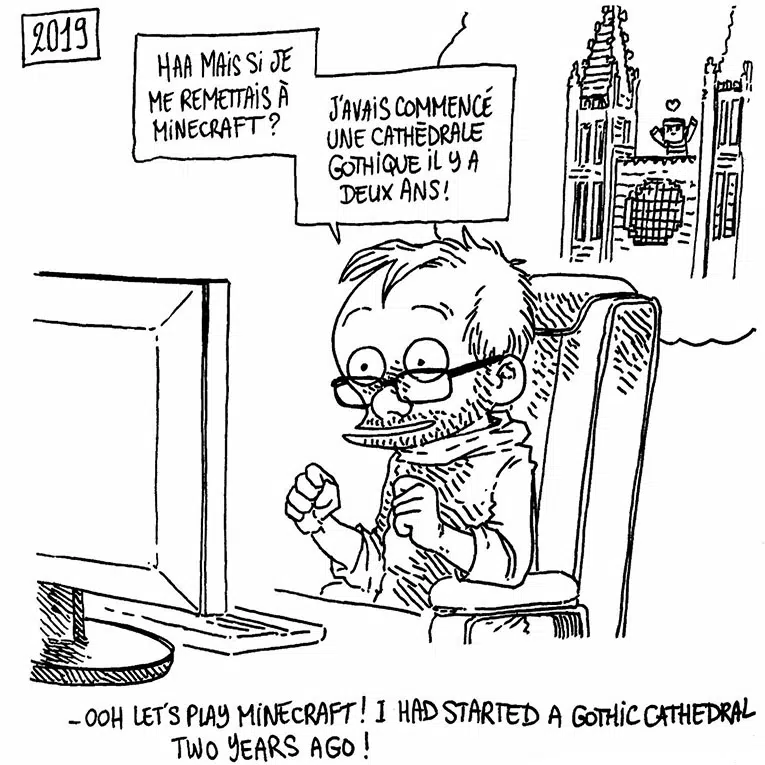 2019
HAA MAIS SI JE
ME REMETTAIS À
MINECRAFT ?
J'AVAIS COMMENCÉ
UNE CATHÉDRALE
GOTHIQUE IL Y A
DEUX ANS !
- OOH LET'S PLAY MINECRAFT ! I HAD STARTED A GOTHIC CATHEDRAL
TWO YEARS AGO !